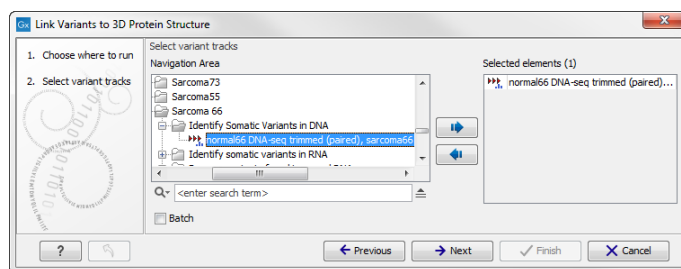 Gx Link Variants to 3D Protein Structure
1. Choose where to run
2. Select variant tracks
Select variant tracks
Navigation Area
Sarcoma73
Sarcoma55
Sarcoma 66
Identify Somatic Variants in DNA
normal66 DNA-seq trimmed (paired), sarcoma66
Identify somatic variants in RNA
<enter search term>
Batch
Selected elements (1)
normal66 DNA-seq trimmed (paired)...
?
Previous
Next
Finish
Cancel